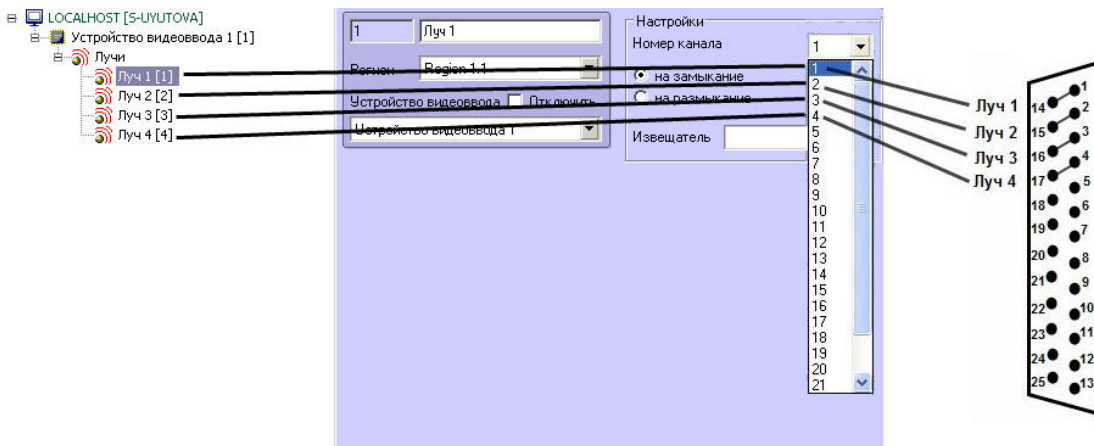 LOCALHOST [S-UYUTOVA]
Устройство видеоввода 1 [1]
Лучи
Луч 1 [1]
Луч 2 [2]
Луч 3 [3]
Луч 4 [4]
1 Луч 1
Регион Region 1.1
Устройство видеоввода Отключить
Устройство видеоввода 1
Настройки
Номер канала 1
на замыкание
на размыкание
Извещатель
1
2
3
4
5
6
7
8
9
10
11
12
13
14
15
16
17
18
19
20
21
Луч 1
Луч 2
Луч 3
Луч 4
1
14
2
15
3
16
4
17
5
18
6
19
7
20
8
21
9
22
10
23
11
24
12
25
13